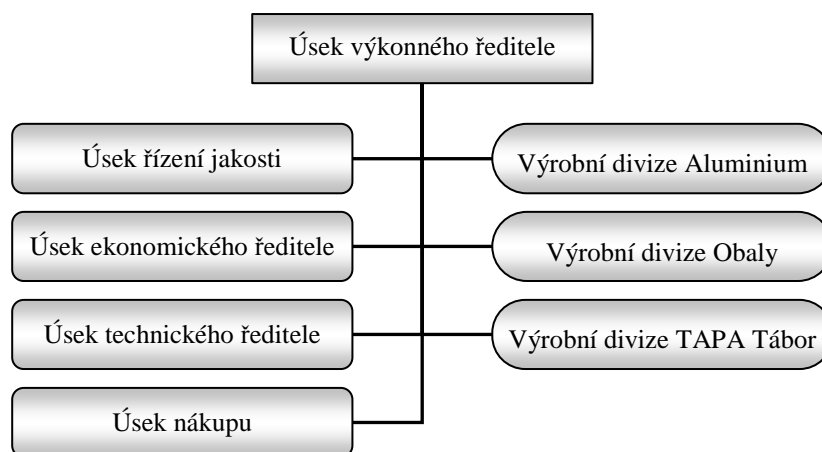 Úsek výkonného ředitele
Úsek řízení jakosti
Výrobní divize Aluminium
Úsek ekonomického ředitele
Výrobní divize Obaly
Úsek technického ředitele
Výrobní divize TAPA Tábor
Úsek nákupu